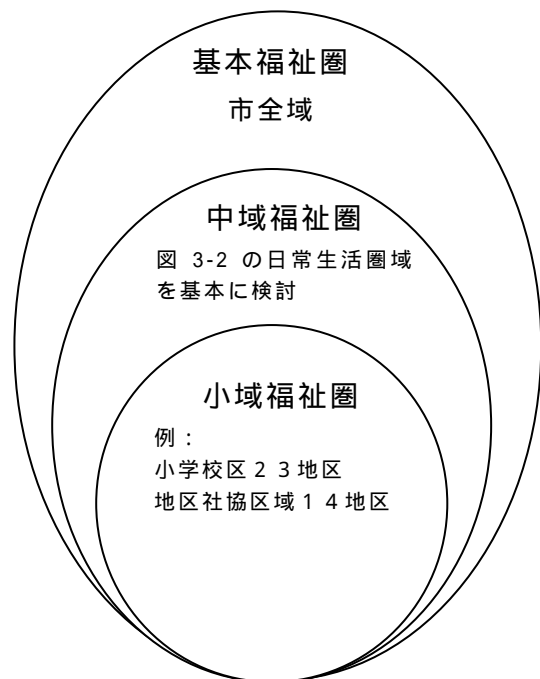 基本福祉圏
市全域
中域福祉圏
図 3-2 の日常生活圏域
を基本に検討
小域福祉圏
例：
小学校区２３地区
地区社協区域１４地区